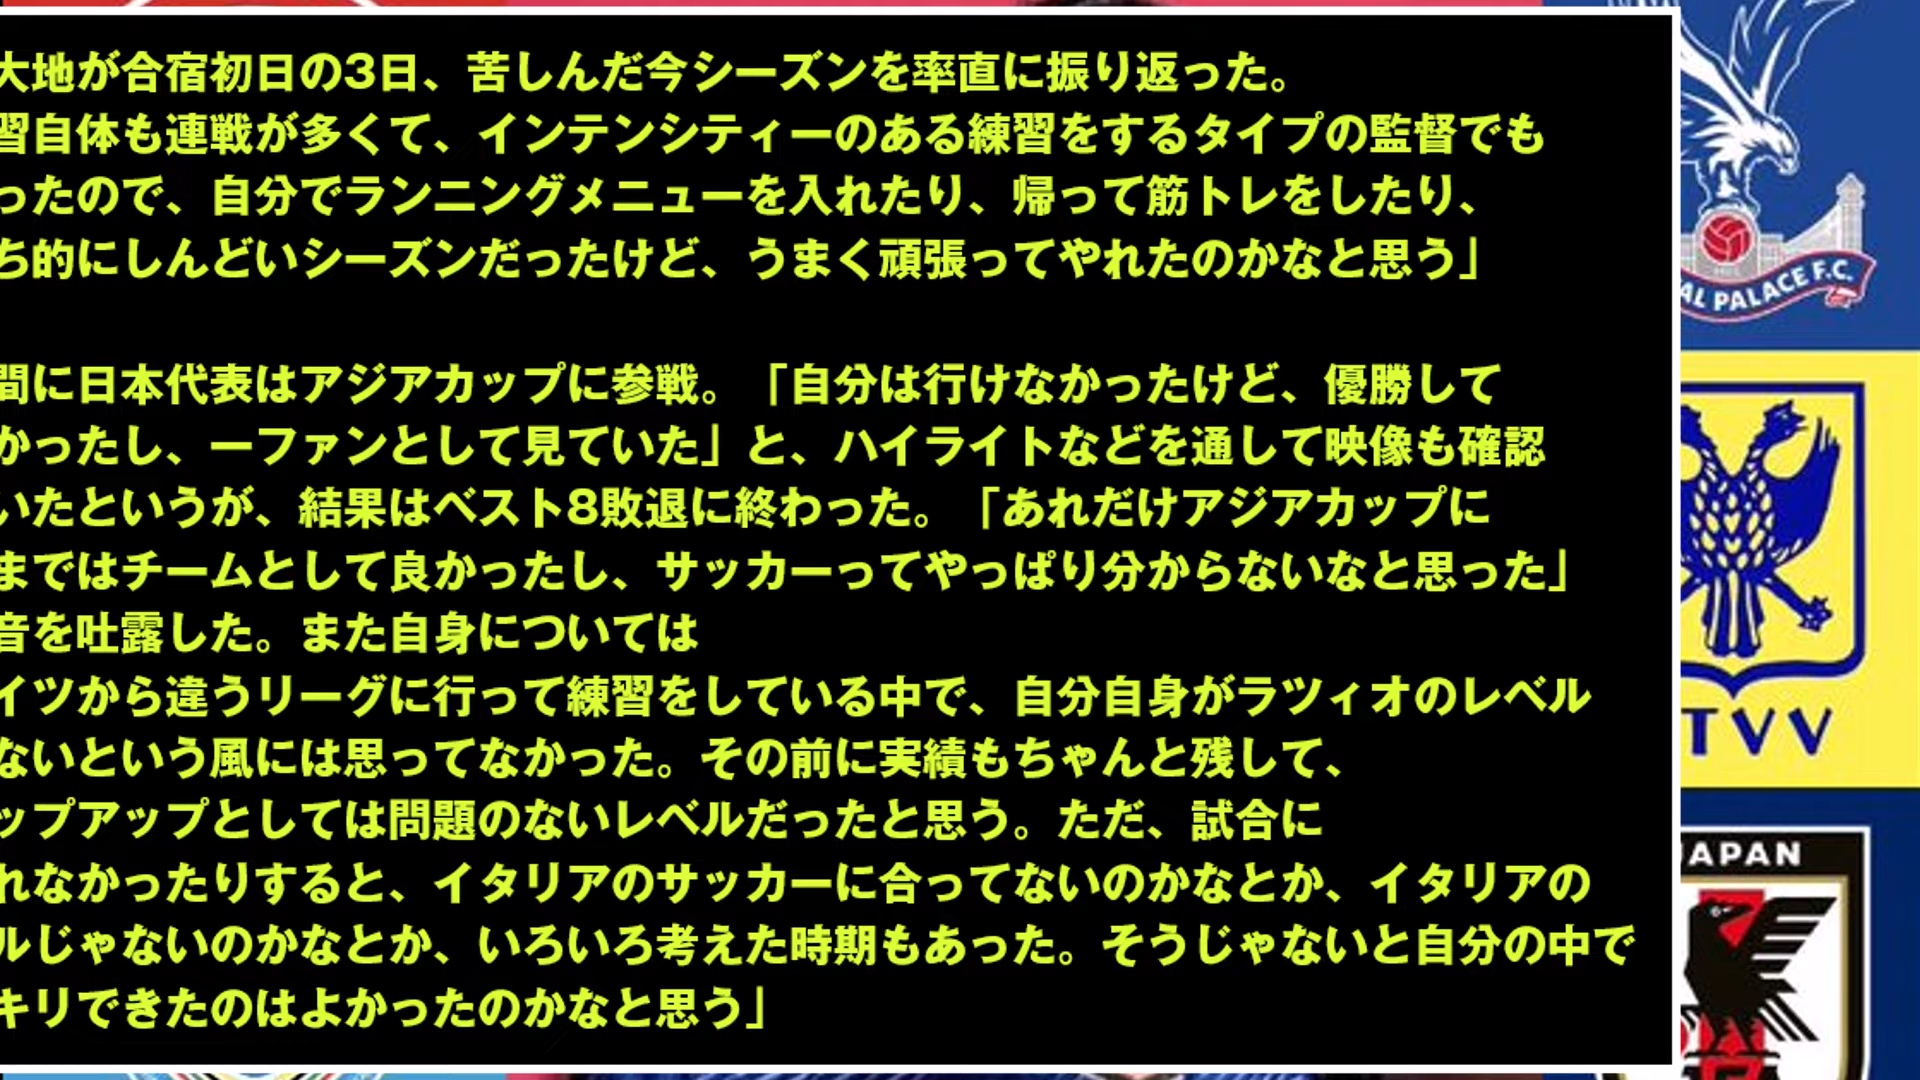 大地が合宿初日の3日、苦しんだ今シーズンを率直に振り返った。
習自体も連戦が多くて、インテンシティーのある練習をするタイプの監督でも
ったので、自分でランニングメニューを入れたり、帰って筋トレをしたり、
ち的にしんどいシーズンだったけど、うまく頑張ってやれたのかなと思う」
間に日本代表はアジアカップに参戦。「自分は行けなかったけど、優勝して
かったし、一ファンとして見ていた」と、ハイライトなどを通して映像も確認
いたというが、結果はベスト8敗退に終わった。「あれだけアジアカップに
まではチームとして良かったし、サッカーってやっぱり分からないなと思った」
音を吐露した。また自身については
イツから違うリーグに行って練習をしている中で、自分自身がラツィオのレベル
ないという風には思ってなかった。その前に実績もちゃんと残して、
ップアップとしては問題のないレベルだったと思う。ただ、試合に
れなかったりすると、イタリアのサッカーに合ってないのかなとか、イタリアの
ルじゃないのかなとか、いろいろ考えた時期もあった。そうじゃないと自分の中で
キリできたのはよかったのかなと思う」
AL PALACE F.C.
TVV
JAPAN